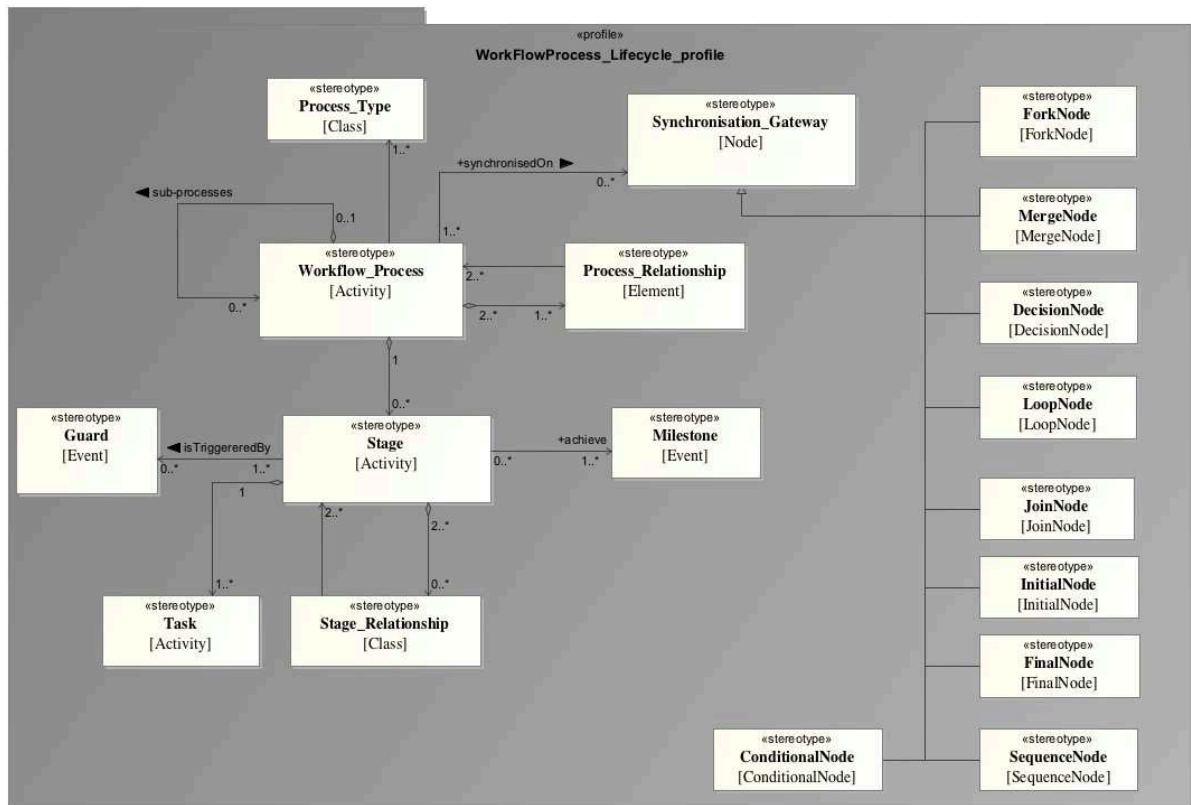 «profile»
WorkFlowProcess_Lifecycle_profile
«stereotype»
Process_Type
[Class]
1..*
«stereotype»
Synchronisation_Gateway
[Node]
+synchronisedOn ►
0..*
1..*
◄ sub-processes
0..1
0..*
«stereotype»
Workflow_Process
[Activity]
2..*
2..*
1..*
«stereotype»
Process_Relationship
[Element]
1
0..*
«stereotype»
Guard
[Event]
◄ isTriggereredBy
0..*
1..*
«stereotype»
Stage
[Activity]
+achieve
0..*
1..*
«stereotype»
Milestone
[Event]
1
1..*
2..*
2..*
0..*
«stereotype»
Task
[Activity]
«stereotype»
Stage_Relationship
[Class]
«stereotype»
ForkNode
[ForkNode]
«stereotype»
MergeNode
[MergeNode]
«stereotype»
DecisionNode
[DecisionNode]
«stereotype»
LoopNode
[LoopNode]
«stereotype»
JoinNode
[JoinNode]
«stereotype»
InitialNode
[InitialNode]
«stereotype»
FinalNode
[FinalNode]
«stereotype»
ConditionalNode
[ConditionalNode]
«stereotype»
SequenceNode
[SequenceNode]